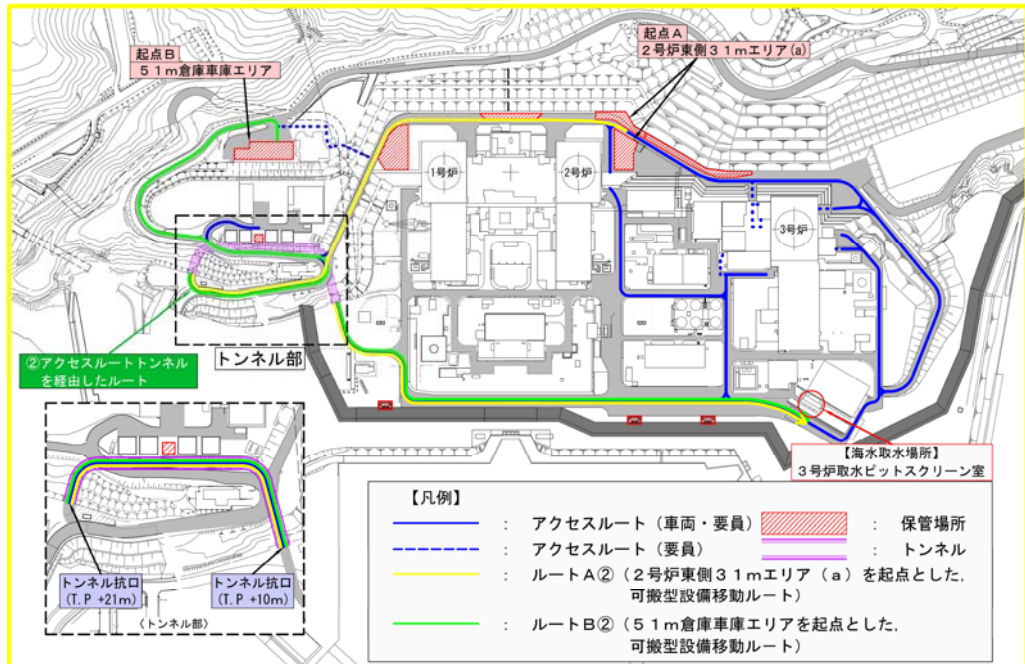 起点B
51m倉庫車庫エリア
起点A
2号炉東側31mエリア(a)
1号炉
2号炉
3号炉
②アクセスルートトンネル
を経由したルート
トンネル部
【海水取水場所】
3号炉取水ピットスクリーン室
トンネル抗口
(T.P +21m)
トンネル抗口
(T.P +10m)
〈トンネル部〉
【凡例】
: アクセスルート(車両・要員)
: 保管場所
: アクセスルート(要員)
: トンネル
: ルートA②(2号炉東側31mエリア(a)を起点とした,
可搬型設備移動ルート)
: ルートB②(51m倉庫車庫エリアを起点とした,
可搬型設備移動ルート)